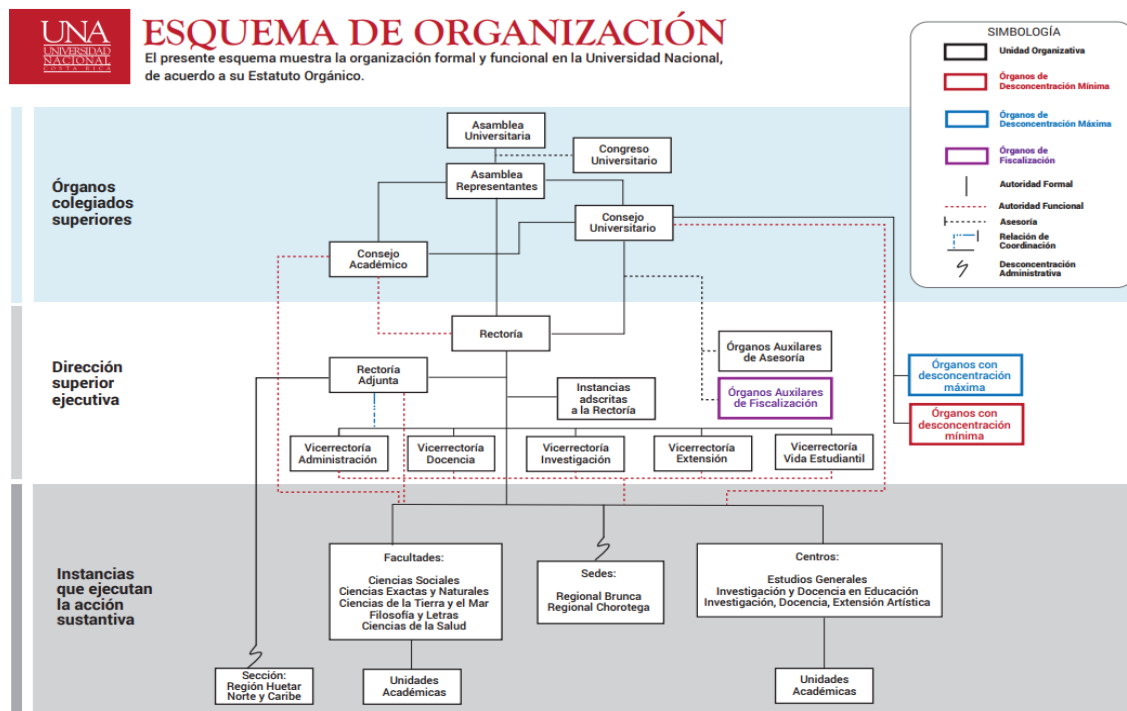 UNA
UNIVERSIDAD
NACIONAL
COSTA RICA
ESQUEMA DE ORGANIZACIÓN
El presente esquema muestra la organización formal y funcional en la Universidad Nacional,
de acuerdo a su Estatuto Orgánico.
SIMBOLOGÍA
Unidad Organizativa
Órganos de
Desconcentración Mínima
Órganos de
Desconcentración Máxima
Órganos de
Fiscalización
Autoridad Formal
Autoridad Funcional
Asesoría
Relación de
Coordinación
Desconcentración
Administrativa
Órganos
colegiados
superiores
Asamblea
Universitaria
Congreso
Universitario
Asamblea
Representantes
Consejo
Universitario
Consejo
Académico
Dirección
superior
ejecutiva
Rectoría
Rectoría
Adjunta
Instancias
adscritas
a la Rectoría
Órganos Auxilares
de Asesoría
Órganos Auxilares
de Fiscalización
Órganos con
desconcentración
máxima
Órganos con
desconcentración
mínima
Vicerrectoría
Administración
Vicerrectoría
Docencia
Vicerrectoría
Investigación
Vicerrectoría
Extensión
Vicerrectoría
Vida Estudiantil
Instancias
que ejecutan
la acción
sustantiva
Facultades:
Ciencias Sociales
Ciencias Exactas y Naturales
Ciencias de la Tierra y el Mar
Filosofía y Letras
Ciencias de la Salud
Sedes:
Regional Brunca
Regional Chorotega
Centros:
Estudios Generales
Investigación y Docencia en Educación
Investigación, Docencia, Extensión Artística
Sección:
Región Huetar
Norte y Caribe
Unidades
Académicas
Unidades
Académicas